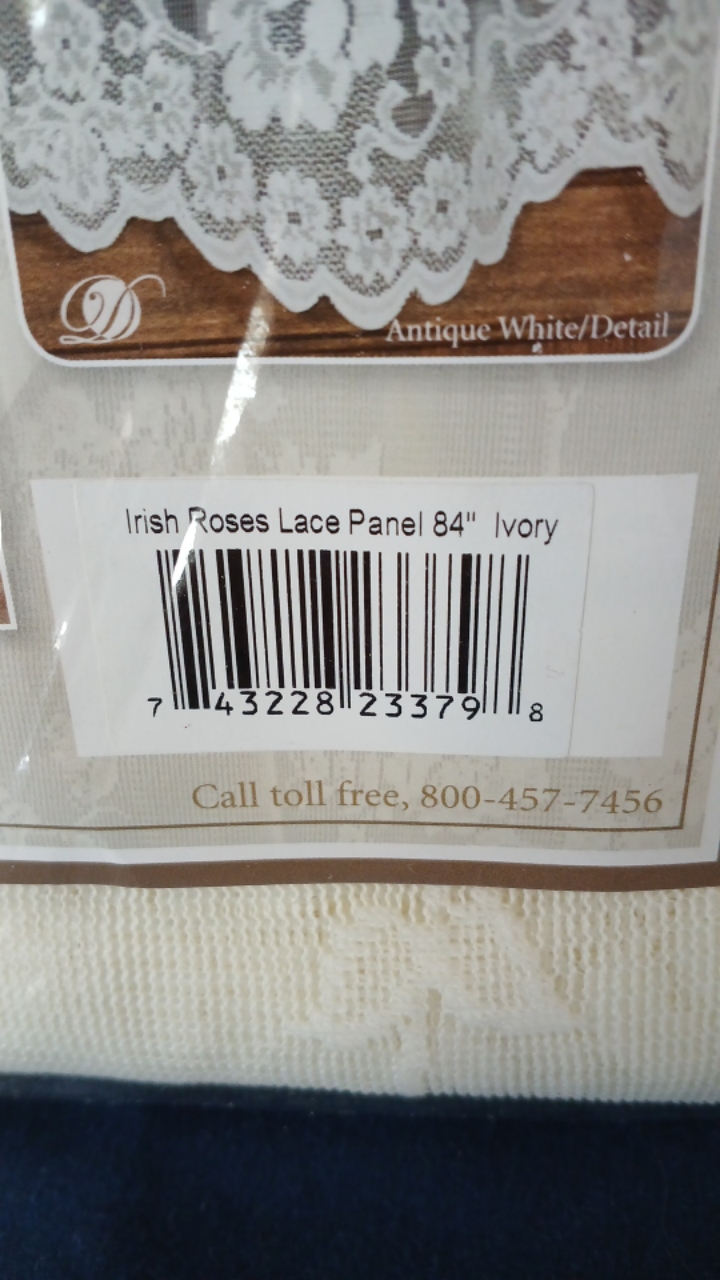 D
Antique White/Detail
Irish Roses Lace Panel 84" Ivory
7 43228 23379 8
Call toll free, 800-457-7456